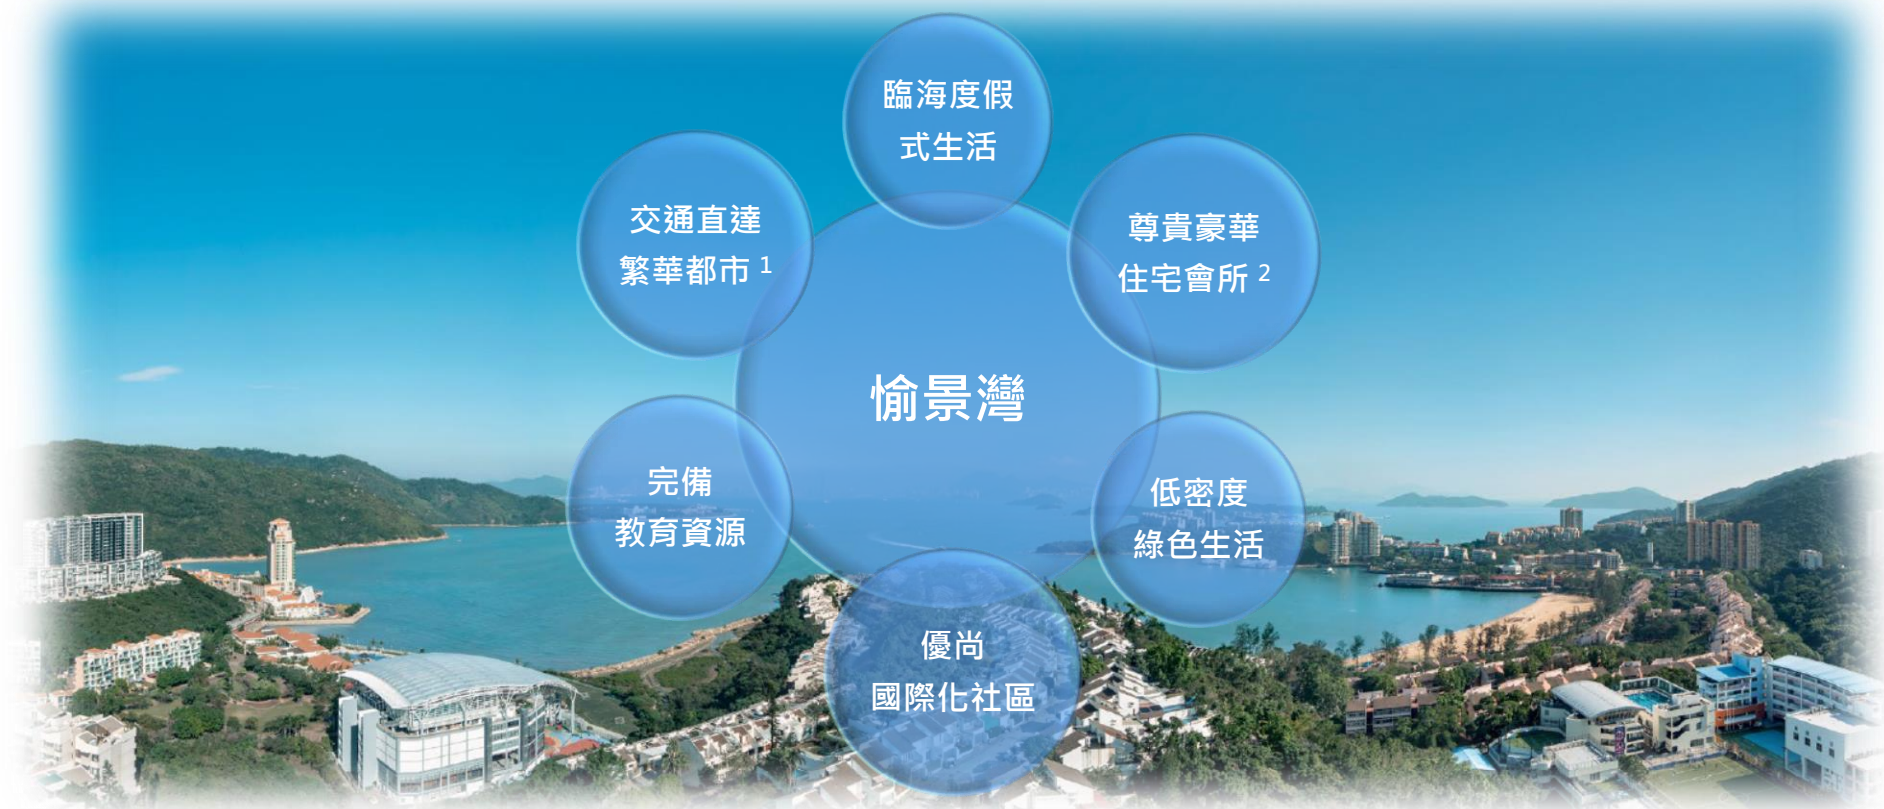 臨海度假
式生活
交通直達
繁華都市 1
尊貴豪華
住宅會所 2
愉景灣
完備
教育資源
低密度
綠色生活
優尚
國際化社區